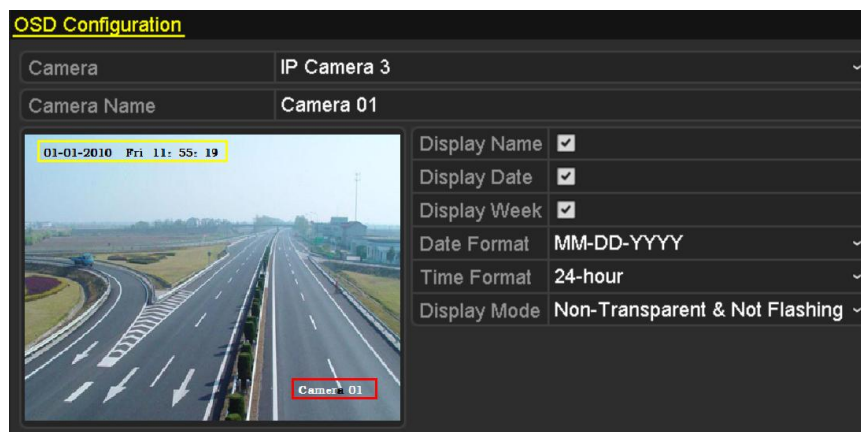 OSD Configuration
Camera IP Camera 3
Camera Name Camera 01
01-01-2010 Fri 11: 55: 19
Camera 01
Display Name
Display Date
Display Week
Date Format MM-DD-YYYY
Time Format 24-hour
Display Mode Non-Transparent & Not Flashing